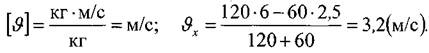 [ϑ] = кг·м/с / кг = м/с; ϑₓ = 120·6−60·2,5 / 120+60 = 3,2(м/с).